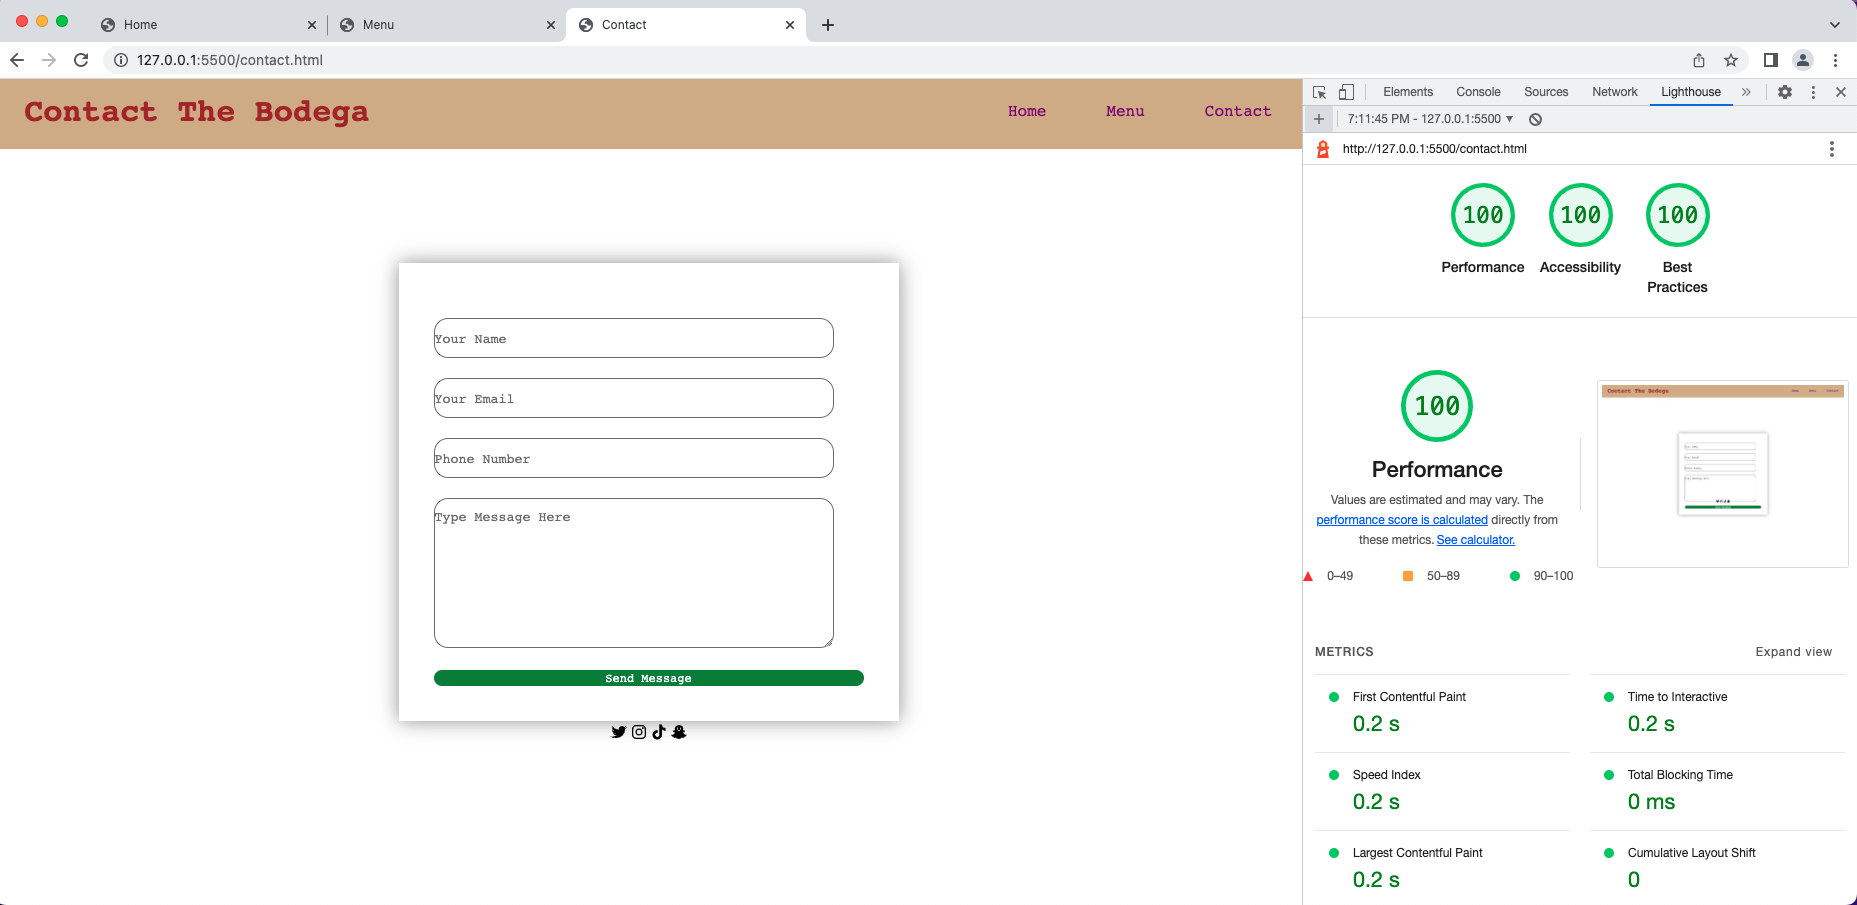 Home
Menu
Contact
127.0.0.1:5500/contact.html
Contact The Bodega
Home Menu Contact
Your Name
Your Email
Phone Number
Type Message Here
Send Message
Elements Console Sources Network Lighthouse
7:11:45 PM - 127.0.0.1:5500
http://127.0.0.1:5500/contact.html
100 100 100
Performance Accessibility Best
Practices
100
Performance
Values are estimated and may vary. The
performance score is calculated directly from
these metrics. See calculator.
0–49 50–89 90–100
Contact The Bodega
METRICS Expand view
First Contentful Paint
0.2 s
Time to Interactive
0.2 s
Speed Index
0.2 s
Total Blocking Time
0 ms
Largest Contentful Paint
0.2 s
Cumulative Layout Shift
0